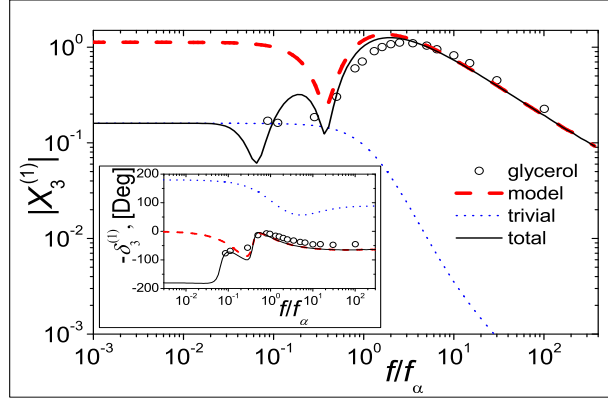 10^0
10^-1
10^-2
10^-3
|X_3^(1)|
10^-3 10^-2 10^-1 10^0 10^1 10^2
f/f_α
glycerol
model
trivial
total
200
100
0
-100
-200
-δ_3^(1), [Deg]
10^-2 10^-1 10^0 10^1 10^2
f/f_α